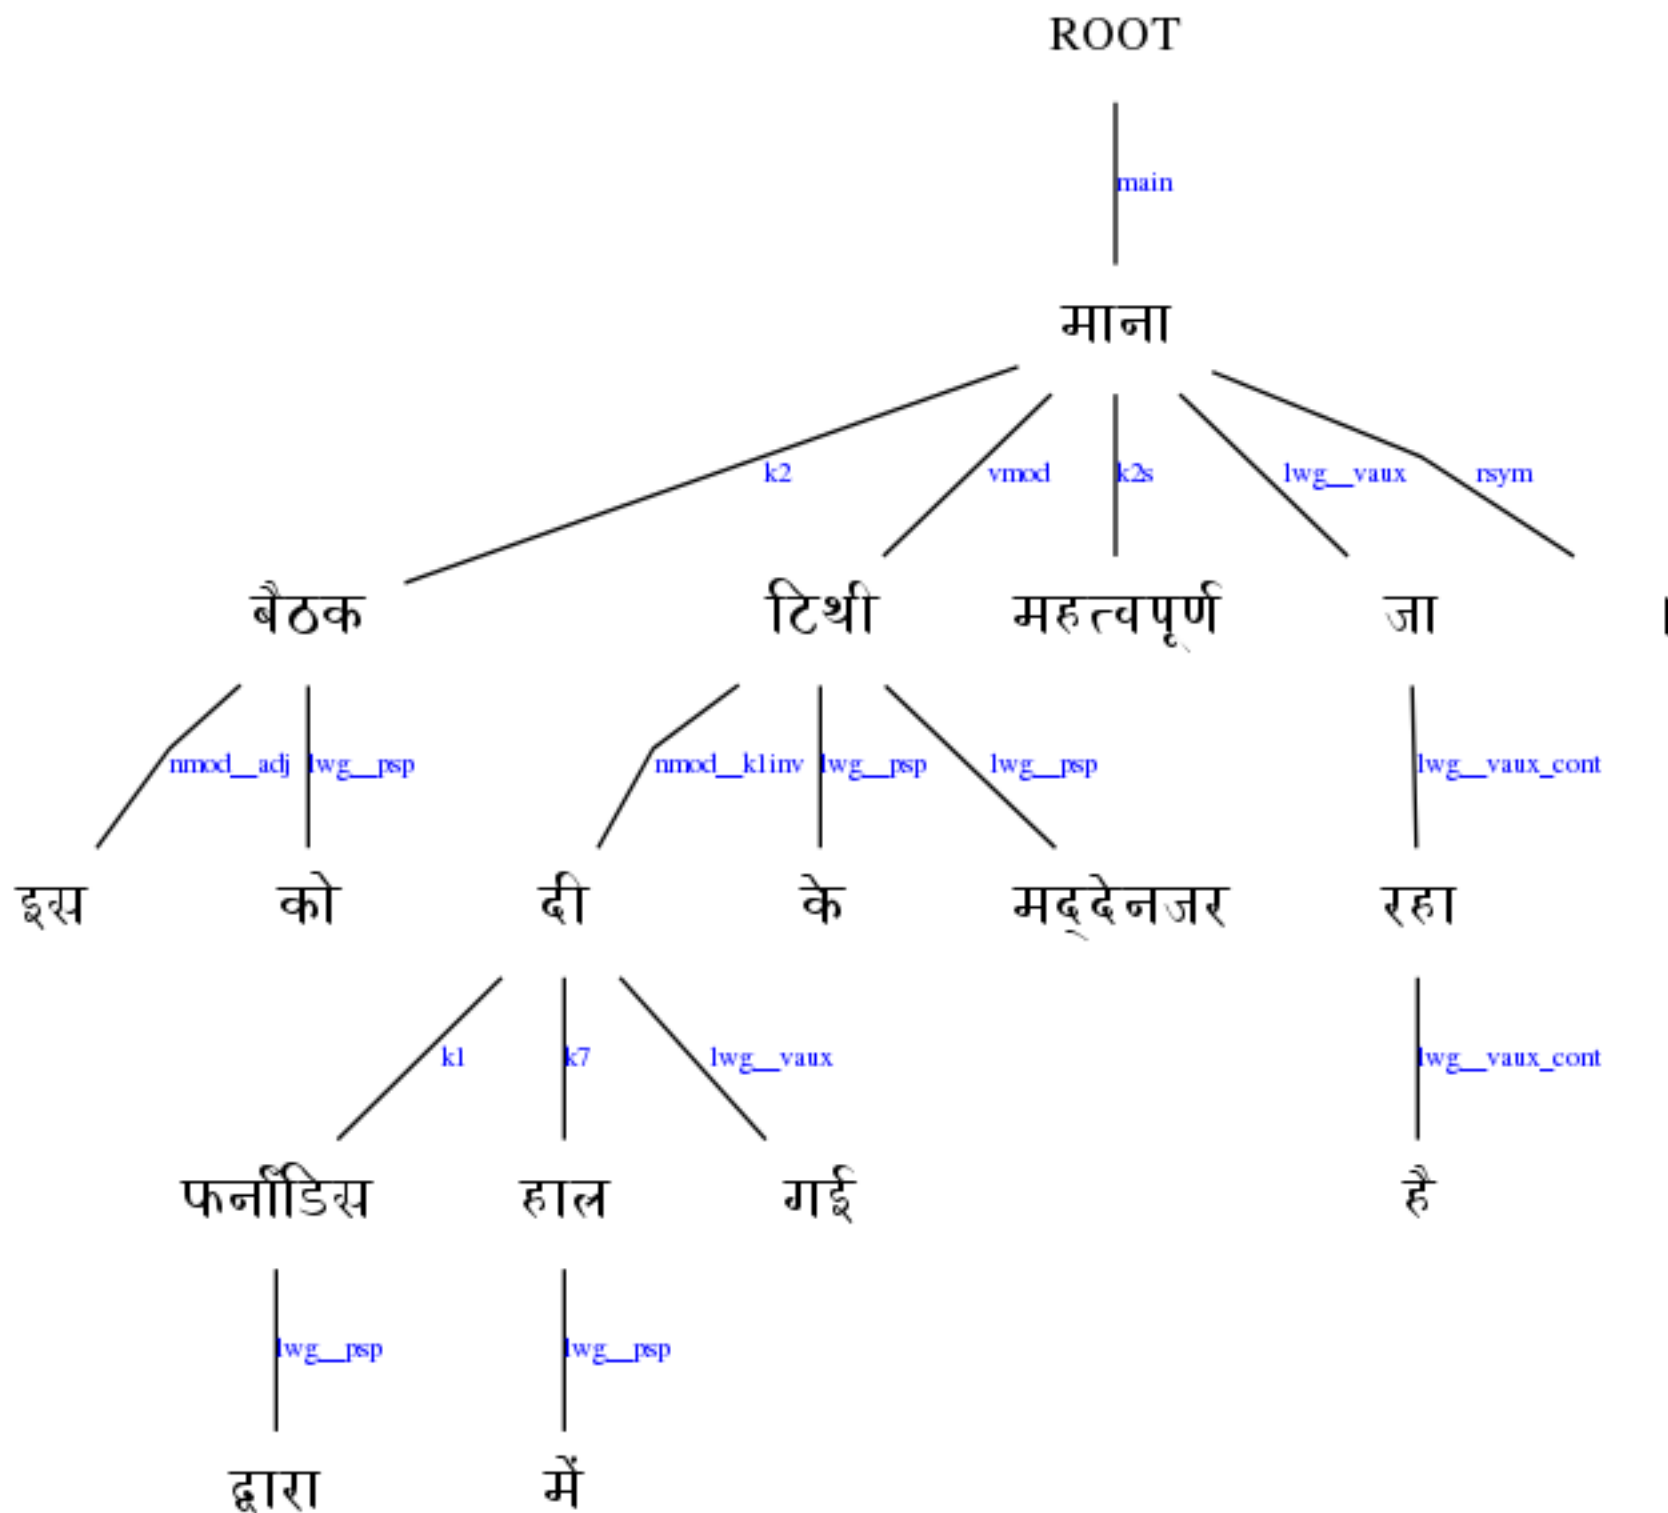 ROOT
main
माना
k2 vmod k2s lwg__vaux rsym
बैठक टिथी महत्वपूर्ण जा ।
nmod__adj lwg__psp nmod__k1inv lwg__psp lwg__psp lwg__vaux_cont
इस को दी के मद्देनजर रहा
k1 k7 lwg__vaux lwg__vaux_cont
फर्नांडिस हाल गई है
lwg__psp lwg__psp
द्वारा में